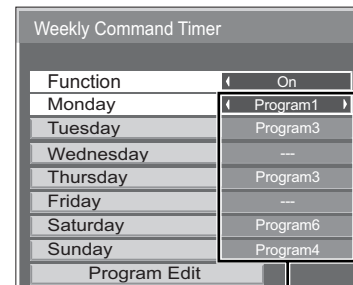 Weekly Command Timer
Function On
Monday Program1
Tuesday Program3
Wednesday ---
Thursday Program3
Friday ---
Saturday Program6
Sunday Program4
Program Edit